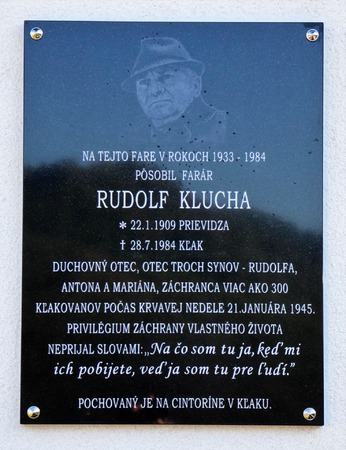 NA TEJTO FARE V ROKOCH 1933 - 1984
PÔSOBIL FARÁR
RUDOLF KLUCHA
* 22.1.1909 PRIEVIDZA
† 28.7.1984 KĽAK
DUCHOVNÝ OTEC, OTEC TROCH SYNOV - RUDOLFA,
ANTONA A MARIÁNA, ZÁCHRANCA VIAC AKO 300
KĽAKOVANOV POČAS KRVAVEJ NEDELE 21.JANUÁRA 1945.
PRIVILÉGIUM ZÁCHRANY VLASTNÉHO ŽIVOTA
NEPRIJAL SLOVAMI: „Na čo som tu ja, keď mi
ich pobijete, veď ja som tu pre ľudí.”
POCHOVANÝ JE NA CINTORÍNE V KĽAKU.